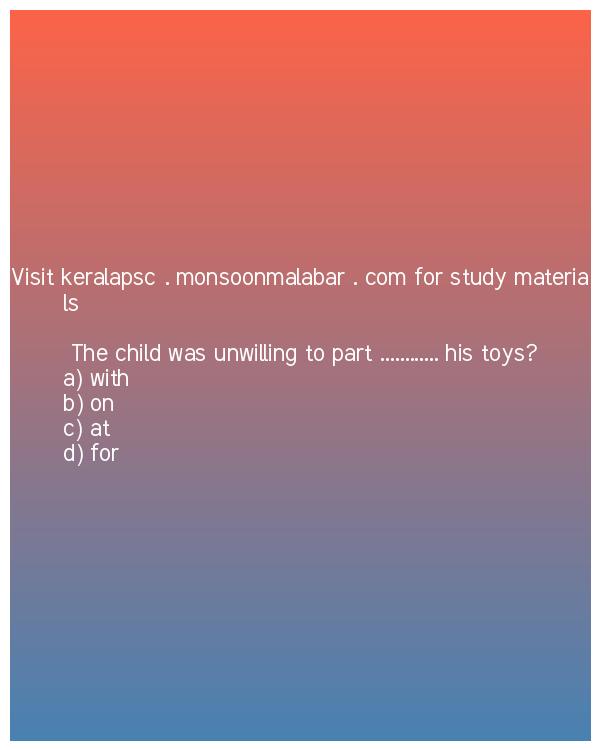 Visit keralapsc . monsoonmalabar . com for study materia
ls
The child was unwilling to part ............ his toys?
a) with
b) on
c) at
d) for